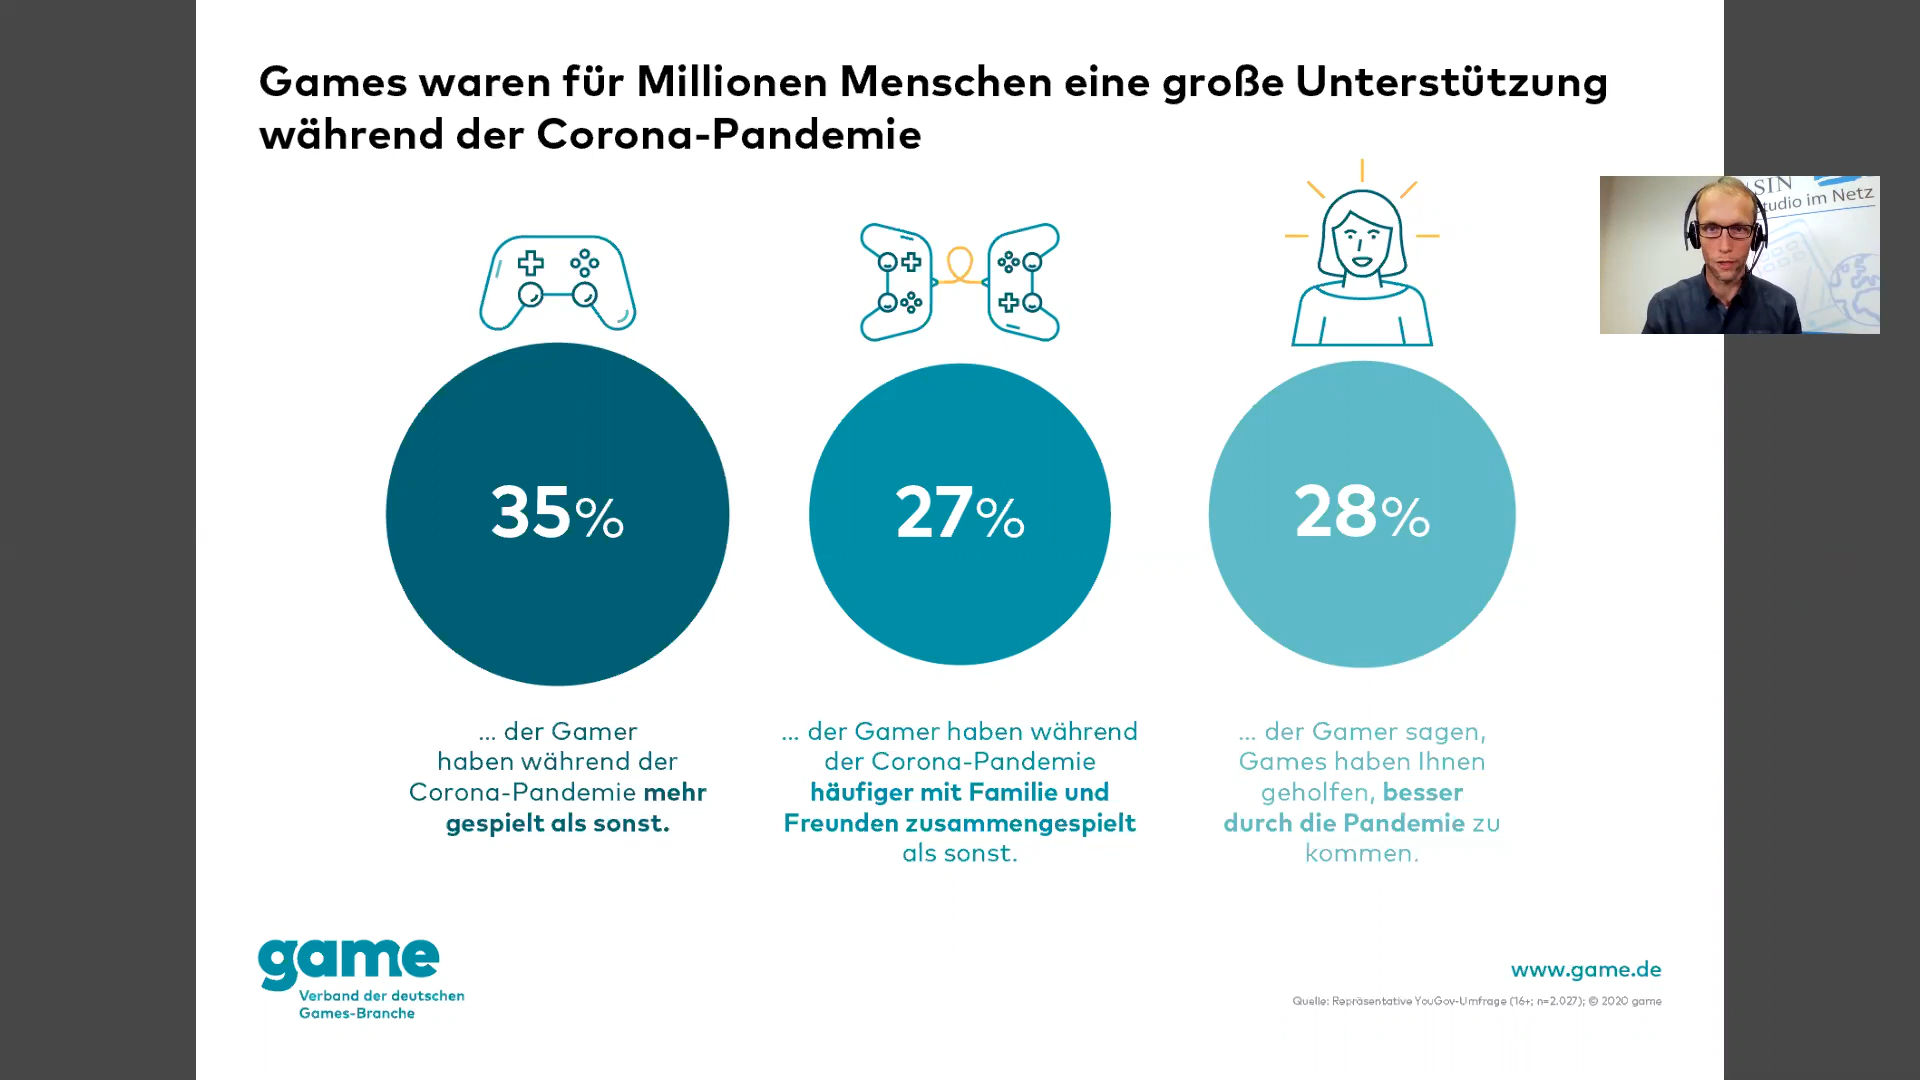 Games waren für Millionen Menschen eine große Unterstützung
während der Corona-Pandemie
SIN
tudio im Netz
35%
27%
28%
... der Gamer
haben während der
Corona-Pandemie mehr
gespielt als sonst.
... der Gamer haben während
der Corona-Pandemie
häufiger mit Familie und
Freunden zusammengespielt
als sonst.
... der Gamer sagen,
Games haben Ihnen
geholfen, besser
durch die Pandemie zu
kommen.
game
Verband der deutschen
Games-Branche
www.game.de
Quelle: Repräsentative YouGov-Umfrage (16+; n=2.027); © 2020 game